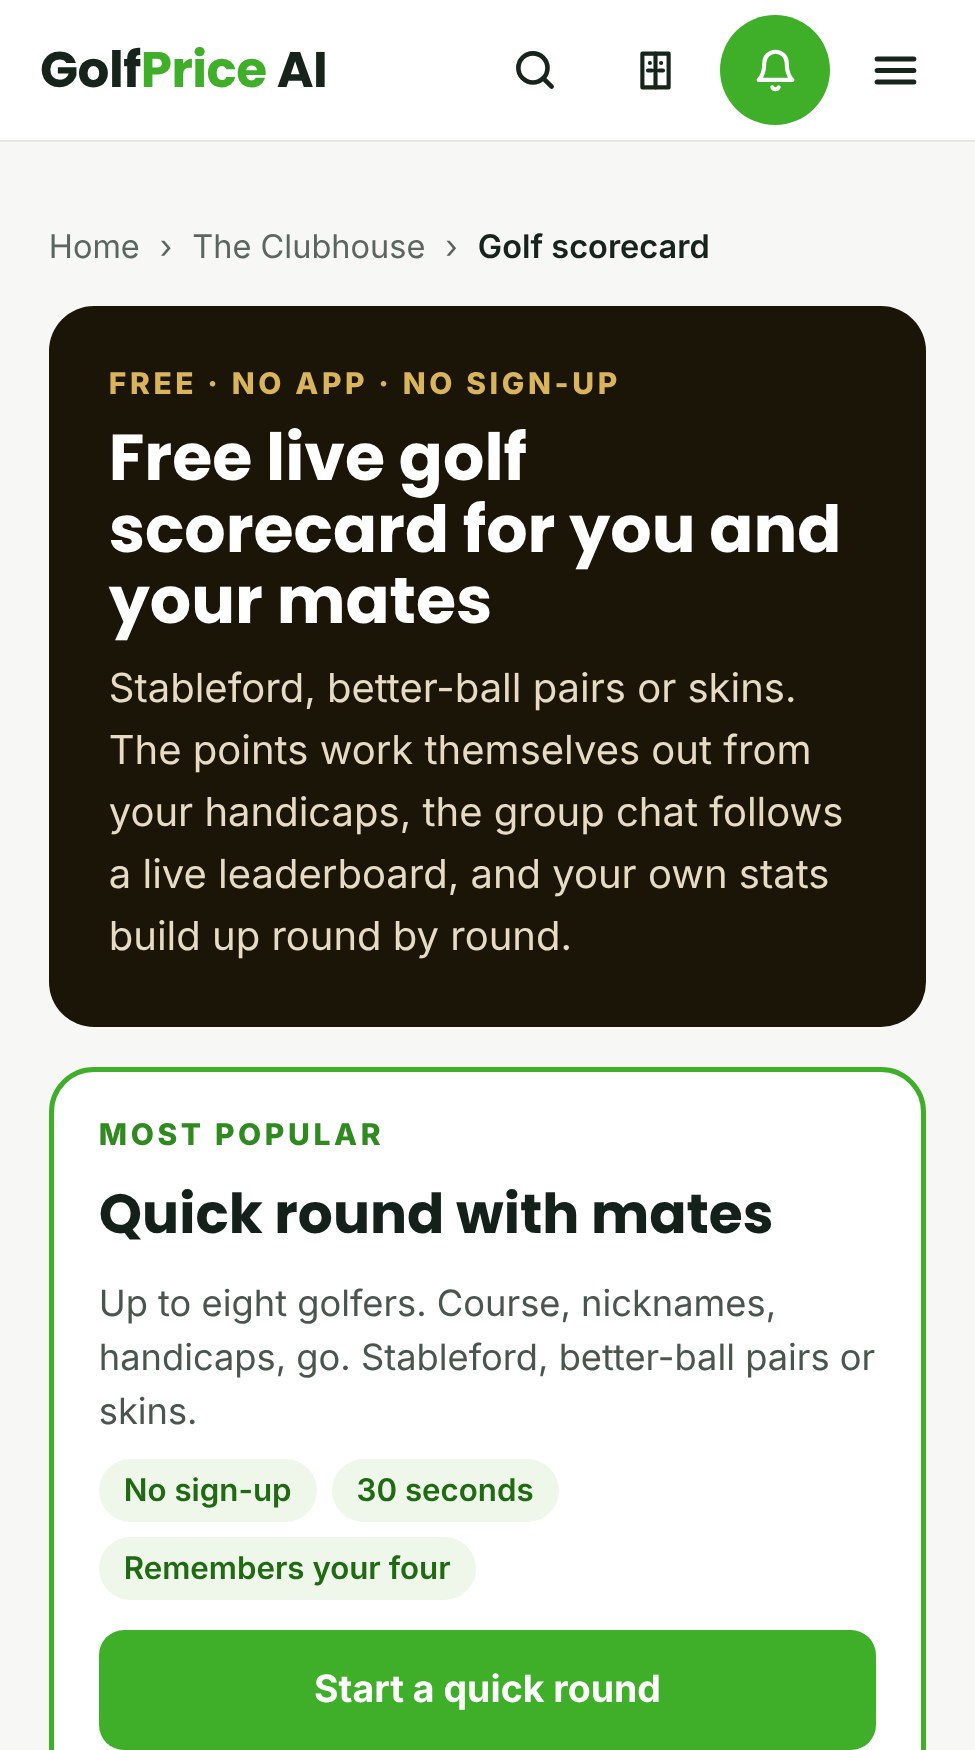 GolfPrice AI
Home › The Clubhouse › Golf scorecard
FREE · NO APP · NO SIGN-UP
Free live golf
scorecard for you and
your mates
Stableford, better-ball pairs or skins.
The points work themselves out from
your handicaps, the group chat follows
a live leaderboard, and your own stats
build up round by round.
MOST POPULAR
Quick round with mates
Up to eight golfers. Course, nicknames,
handicaps, go. Stableford, better-ball pairs or
skins.
No sign-up
30 seconds
Remembers your four
Start a quick round